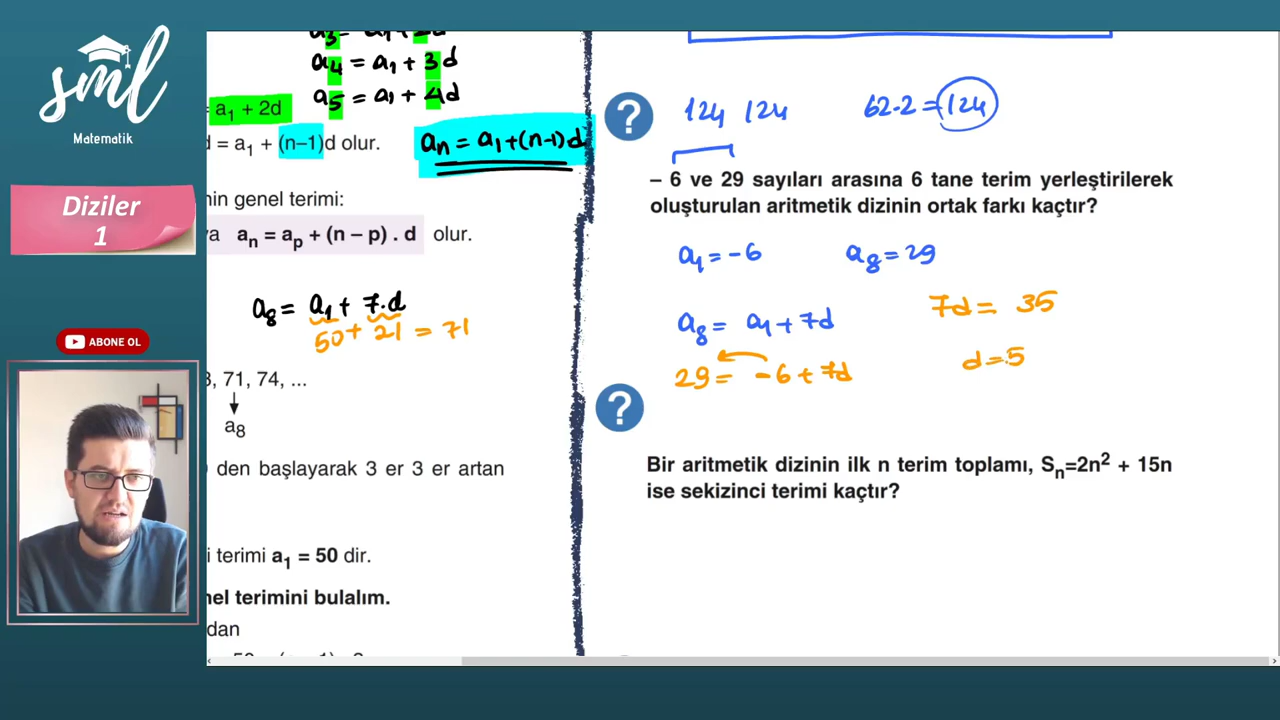 sml
Matematik
Diziler
1
ABONE OL
a4 = a1 + 3d
a5 = a1 + 4d
= a1 + 2d
d = a1 + (n–1)d olur.
an = a1+(n-1)d
nin genel terimi:
an = ap + (n – p) . d olur.
a8 = a1 + 7.d
50 + 21 = 71
71, 74, ...
a8
den başlayarak 3 er 3 er artan
terimi a1 = 50 dir.
nel terimini bulalım.
dan
?
124 124
62.2 = 124
– 6 ve 29 sayıları arasına 6 tane terim yerleştirilerek
oluşturulan aritmetik dizinin ortak farkı kaçtır?
a1 = -6 a8 = 29
a8 = a1 + 7d
29 = -6 + 7d
7d = 35
d = 5
?
Bir aritmetik dizinin ilk n terim toplamı, Sn=2n² + 15n
ise sekizinci terimi kaçtır?